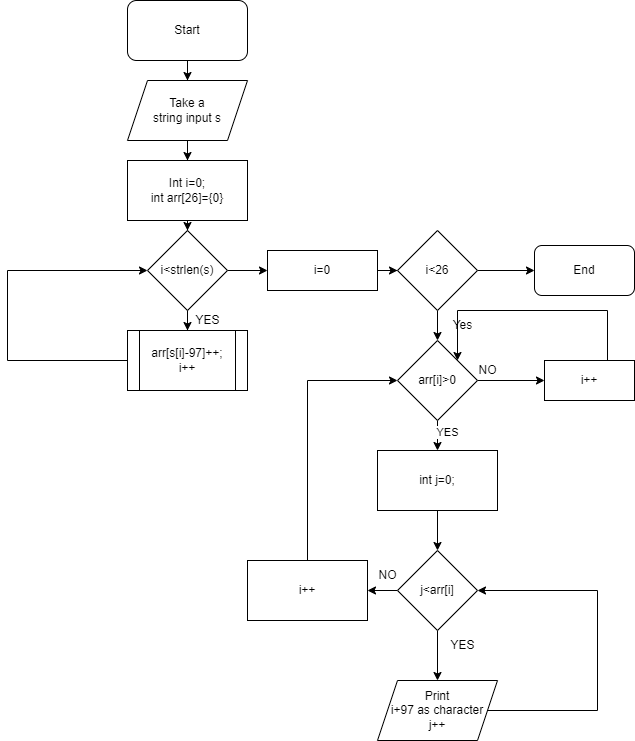 Start
Take a
string input s
Int i=0;
int arr[26]={0}
i<strlen(s)
i=0
i<26
End
YES
Yes
arr[s[i]-97]++;
i++
arr[i]>0
NO
i++
YES
int j=0;
i++
NO
j<arr[i]
YES
Print
i+97 as character
j++